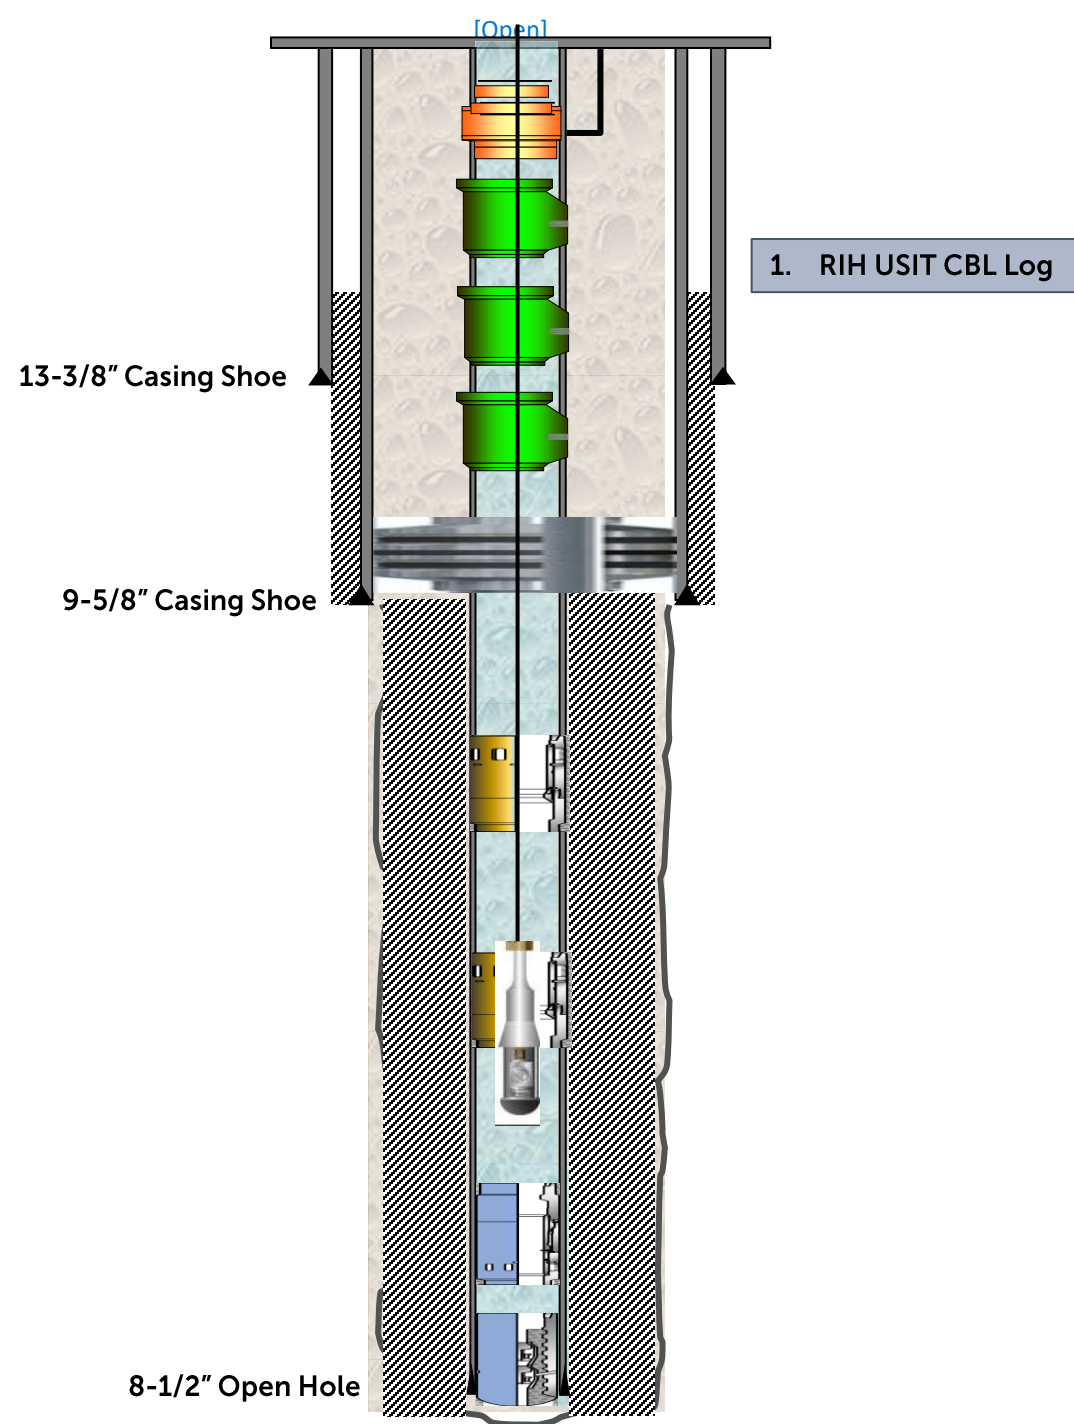 [Open]
1. RIH USIT CBL Log
13-3/8” Casing Shoe
9-5/8” Casing Shoe
8-1/2” Open Hole